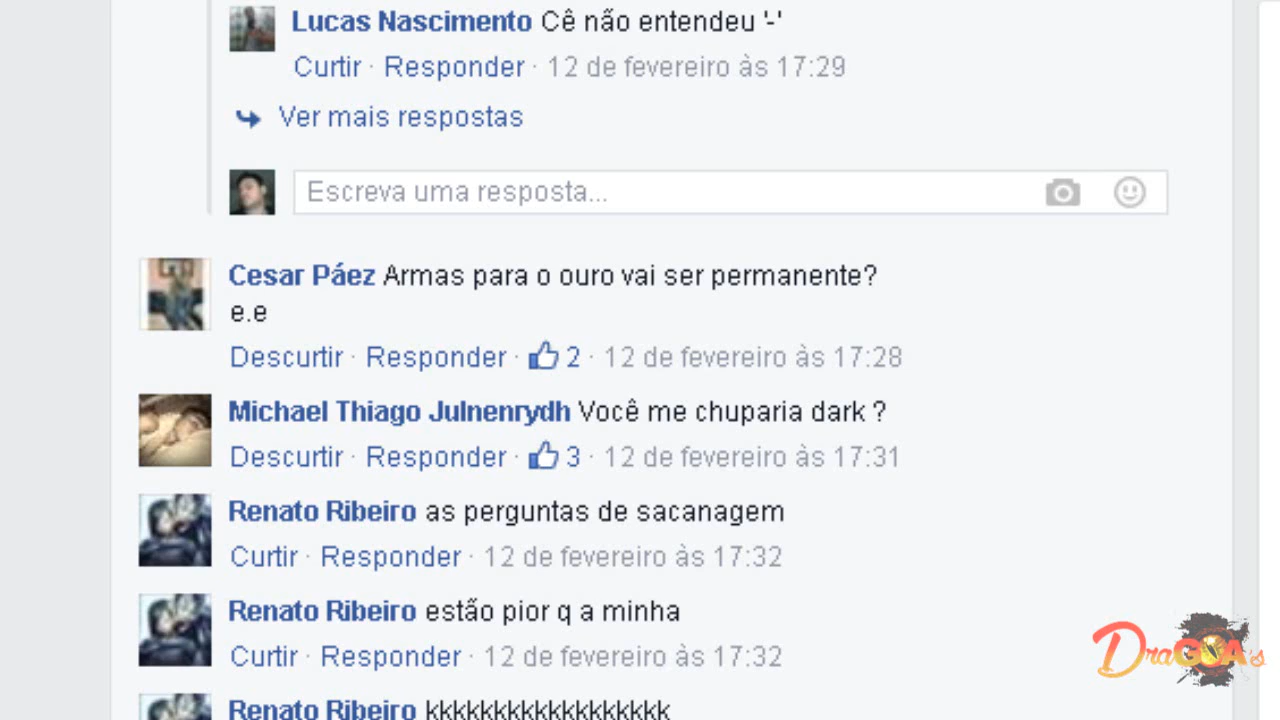 Lucas Nascimento Cê não entendeu '-'
Curtir · Responder · 12 de fevereiro às 17:29
Ver mais respostas
Escreva uma resposta...
Cesar Páez Armas para o ouro vai ser permanente?
e.e
Descurtir · Responder · 2 · 12 de fevereiro às 17:28
Michael Thiago Julnenrydh Você me chuparia dark ?
Descurtir · Responder · 3 · 12 de fevereiro às 17:31
Renato Ribeiro as perguntas de sacanagem
Curtir · Responder · 12 de fevereiro às 17:32
Renato Ribeiro estão pior q a minha
Curtir · Responder · 12 de fevereiro às 17:32
Renato Ribeiro kkkkkkkkkkkkkkkkkk
DraGOA's